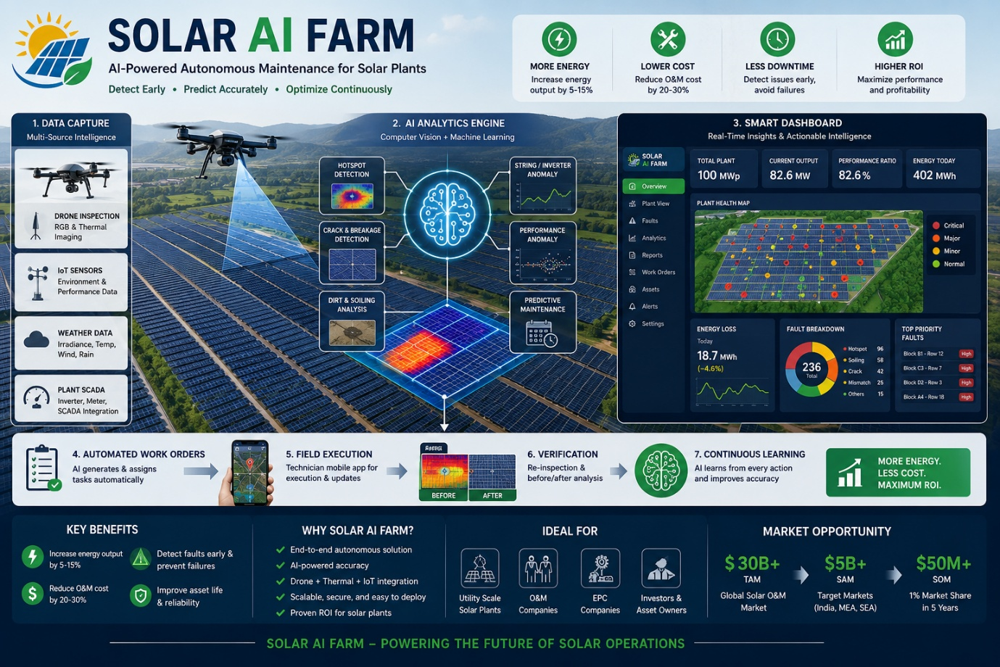 SOLAR AI FARM
AI-Powered Autonomous Maintenance for Solar Plants
Detect Early • Predict Accurately • Optimize Continuously
MORE ENERGY
Increase energy
output by 5-15%
LOWER COST
Reduce O&M cost
by 20-30%
LESS DOWNTIME
Detect issues early,
avoid failures
HIGHER ROI
Maximize performance
and profitability
1. DATA CAPTURE
Multi-Source Intelligence
DRONE INSPECTION
RGB & Thermal
Imaging
IoT SENSORS
Environment &
Performance Data
WEATHER DATA
Irradiance, Temp,
Wind, Rain
PLANT SCADA
Inverter, Meter,
SCADA Integration
2. AI ANALYTICS ENGINE
Computer Vision + Machine Learning
HOTSPOT
DETECTION
CRACK & BREAKAGE
DETECTION
DIRT & SOILING
ANALYSIS
STRING / INVERTER
ANOMALY
PERFORMANCE
ANOMALY
PREDICTIVE
MAINTENANCE
3. SMART DASHBOARD
Real-Time Insights & Actionable Intelligence
SOLAR
AI FARM
Overview
Plant View
Faults
Analytics
Reports
Work Orders
Assets
Alerts
Settings
TOTAL PLANT
100 MWp
CURRENT OUTPUT
82.6 MW
PERFORMANCE RATIO
82.6 %
ENERGY TODAY
402 MWh
PLANT HEALTH MAP
Critical
Major
Minor
Normal
ENERGY LOSS
Today
18.7 MWh
(~4.6%)
FAULT BREAKDOWN
236
Total
Hotspot 96
Soiling 58
Crack 42
Mismatch 25
Others 15
TOP PRIORITY
FAULTS
Block B1 - Row 12 High
Block C3 - Row 7 High
Block D2 - Row 3 High
Block A4 - Row 18 High
4. AUTOMATED WORK ORDERS
AI generates & assigns
tasks automatically
5. FIELD EXECUTION
Technician mobile app for
execution & updates
BEFORE
AFTER
6. VERIFICATION
Re-inspection &
before/after analysis
7. CONTINUOUS LEARNING
AI learns from every action
and improves accuracy
MORE ENERGY.
LESS COST.
MAXIMUM ROI.
KEY BENEFITS
Increase energy output
by 5-15%
Detect faults early &
prevent failures
Reduce O&M cost
by 20-30%
Improve asset life
& reliability
WHY SOLAR AI FARM?
End-to-end autonomous solution
AI-powered accuracy
Drone + Thermal + IoT integration
Scalable, secure, and easy to deploy
Proven ROI for solar plants
IDEAL FOR
Utility Scale
Solar Plants
O&M
Companies
EPC
Companies
Investors &
Asset Owners
MARKET OPPORTUNITY
$30B+
TAM
Global Solar O&M
Market
$5B+
SAM
Target Markets
(India, MEA, SEA)
$50M+
SOM
1% Market Share
in 5 Years
SOLAR AI FARM – POWERING THE FUTURE OF SOLAR OPERATIONS